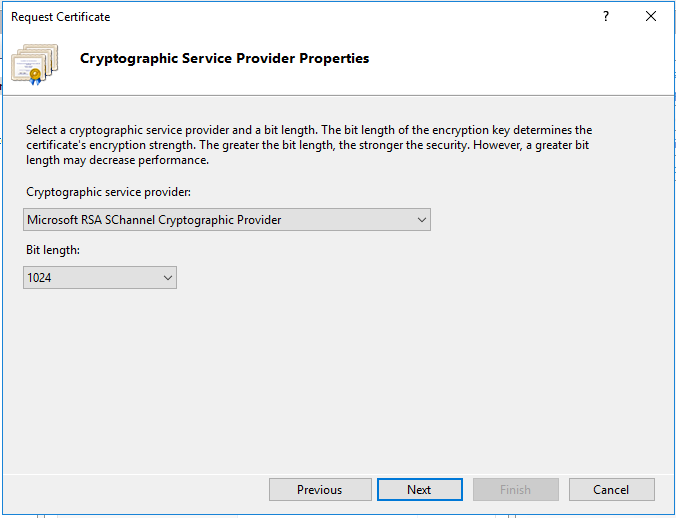 Request Certificate
?
Cryptographic Service Provider Properties
Select a cryptographic service provider and a bit length. The bit length of the encryption key determines the
certificate's encryption strength. The greater the bit length, the stronger the security. However, a greater bit
length may decrease performance.
Cryptographic service provider:
Microsoft RSA SChannel Cryptographic Provider
Bit length:
1024
Previous Next Finish Cancel